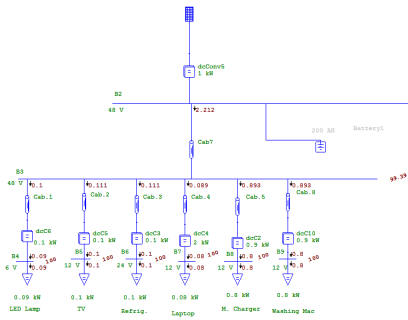 dcConv5
1 kW
B2
48 V
2.212
200 AH
Battery1
Cab7
B3
99.39
48 V
0.1 0.111 0.111 0.089 0.893 0.893
Cab.1 Cab.2 Cab.3 Cab.4 Cab.5 Cab.8
dcC6 dcC5 dcC3 dcC4 dcC2 dcC10
0.1 kW 0.1 kW 0.1 kW 2 kW 0.9 kW 0.9 kW
B4 0.09 100 B5 0.1 100 B6 0.1 100 B7 0.08 100 B8 0.8 100 B9 0.8 100
6 V 0.09 12 V 0.1 24 V 0.1 12 V 0.08 12 V 0.8 12 V 0.8
0.09 kW 0.1 kW 0.1 kW 0.08 kW 0.8 kW 0.8 kW
LED Lamp TV Refrig. Laptop M. Charger Washing Mac